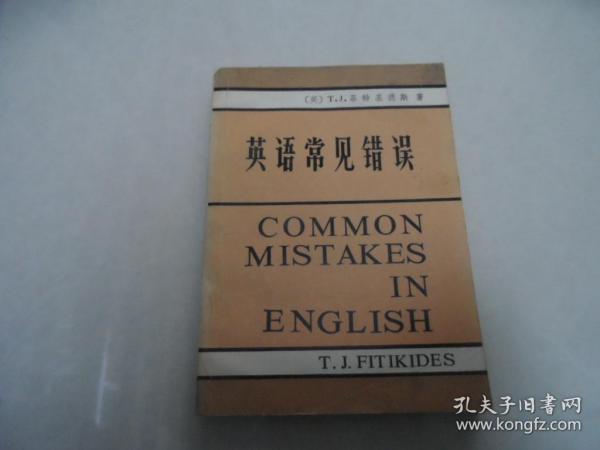 (英) T.J.菲特基德斯 著
英语常见错误
COMMON
MISTAKES
IN
ENGLISH
T. J. FITIKIDES
孔夫子旧书网
www.kongfz.com